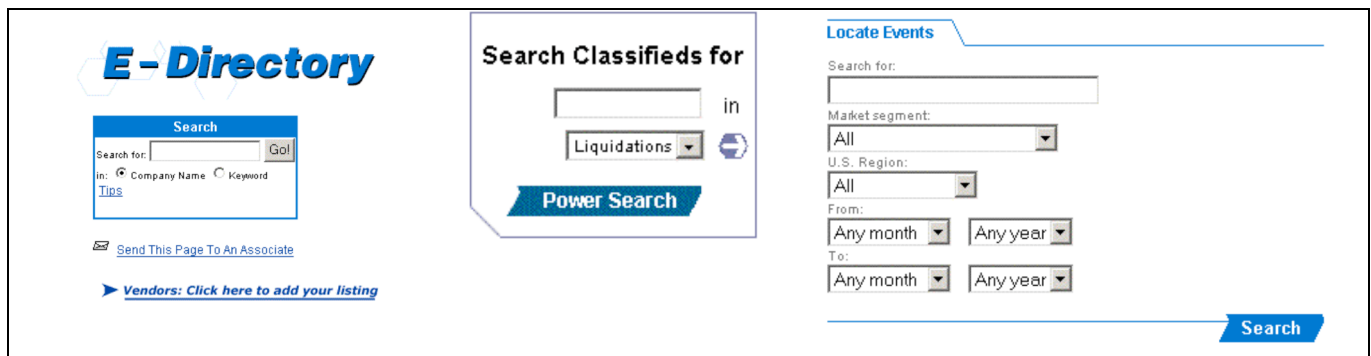 E-Directory
Search
Search for: Go!
in: Company Name Keyword
Tips
Send This Page To An Associate
Vendors: Click here to add your listing
Search Classifieds for
in
Liquidations
Power Search
Locate Events
Search for:
Market segment:
All
U.S. Region:
All
From:
Any month Any year
To:
Any month Any year
Search